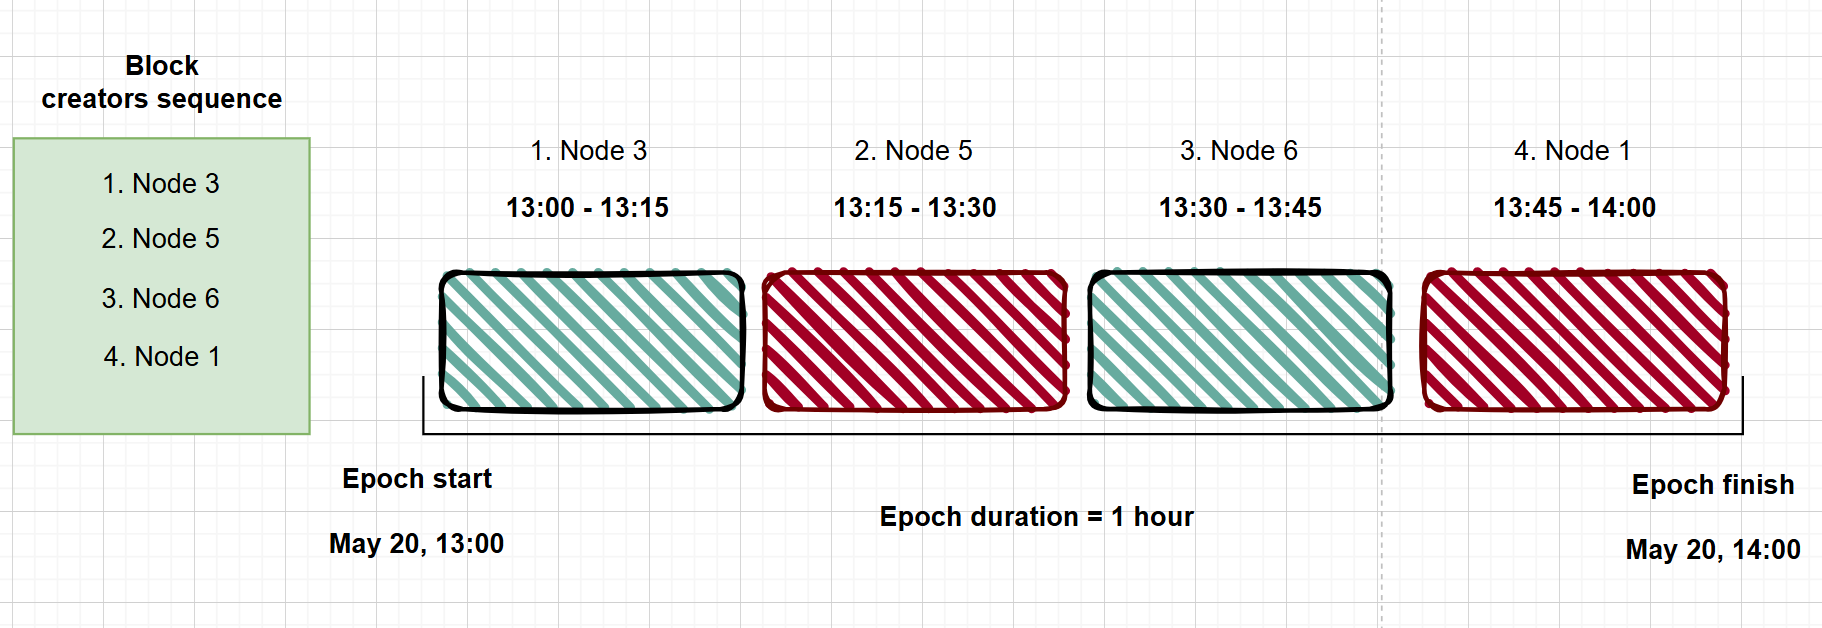 Block
creators sequence
1. Node 3
2. Node 5
3. Node 6
4. Node 1
1. Node 3
13:00 - 13:15
2. Node 5
13:15 - 13:30
3. Node 6
13:30 - 13:45
4. Node 1
13:45 - 14:00
Epoch start
May 20, 13:00
Epoch duration = 1 hour
Epoch finish
May 20, 14:00